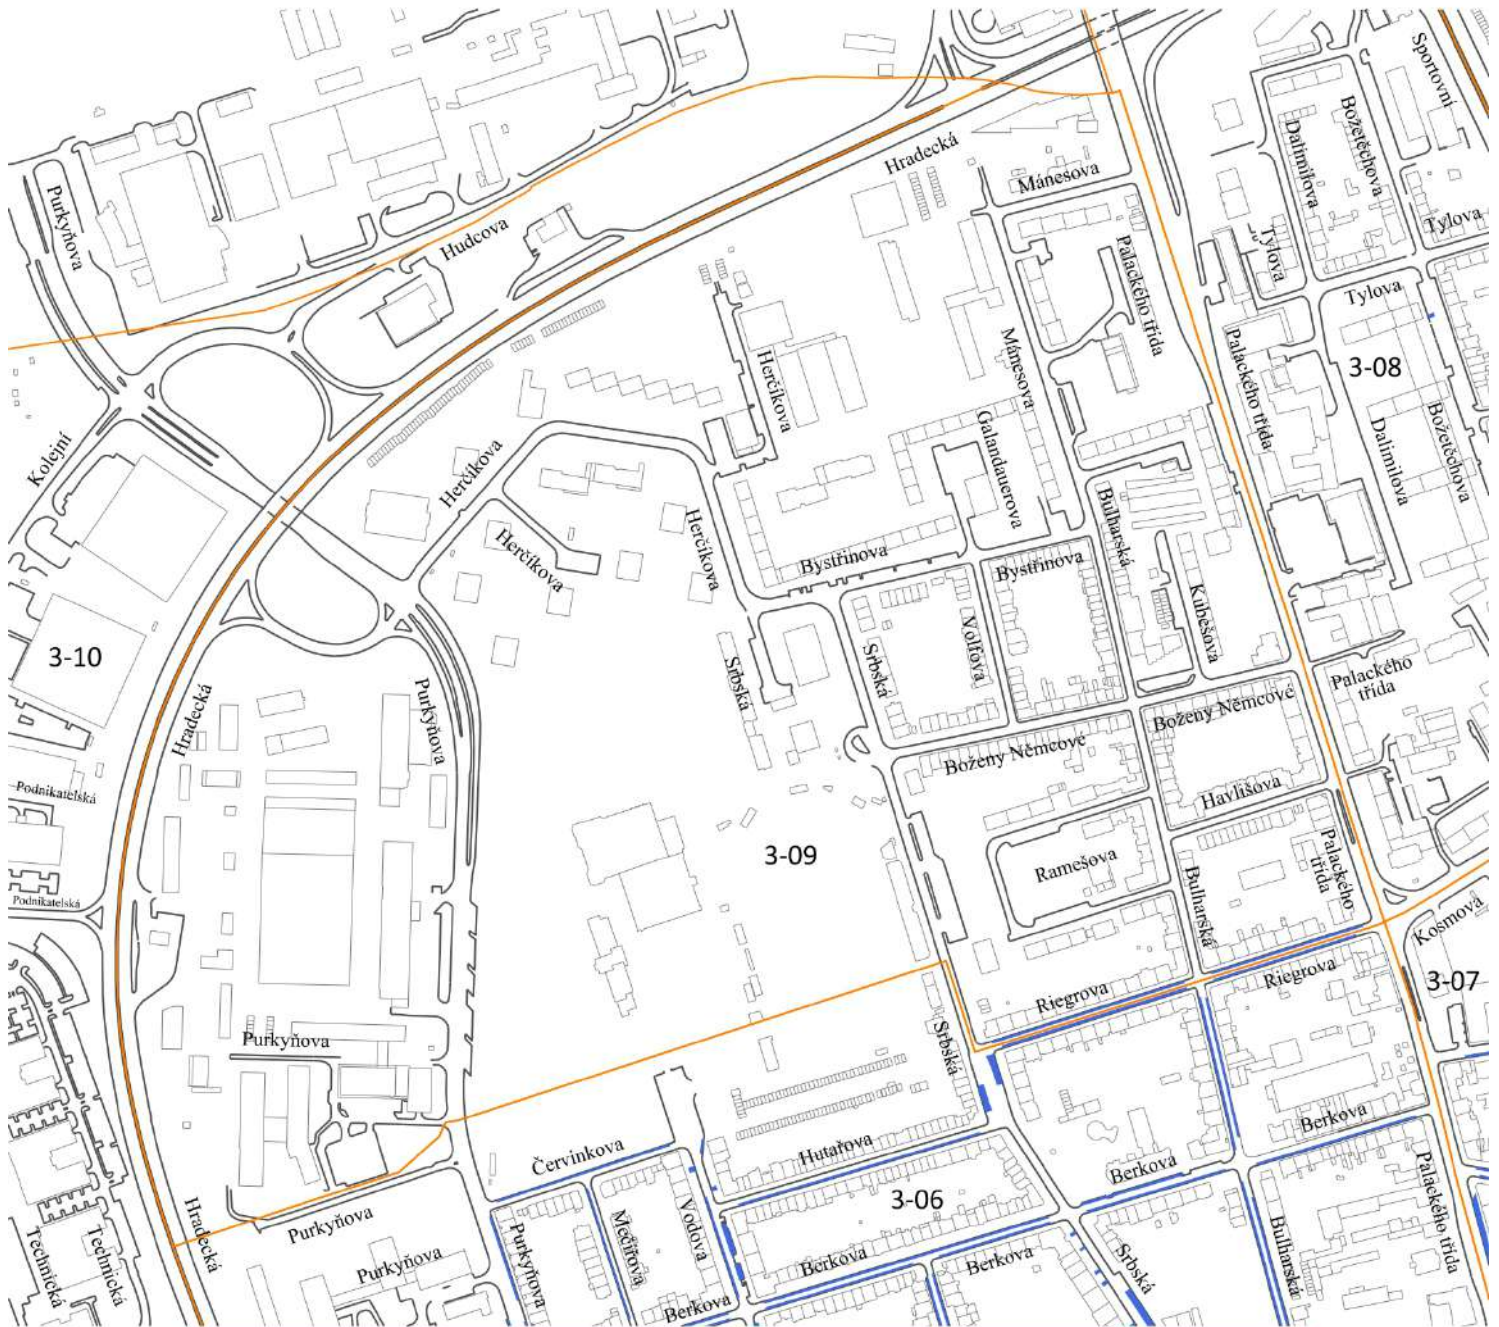 Sportovní
Božetěchova
Dalimilova
Hradecká
Mánesova
Purkyňova
Tylova
Hudcova
Tylova
Palackého třída
Tylova
Palackého třída
Mánesova
Herčíkova
3-08
Božetěchova
Galandauerova
Dalimilova
Kolejní
Herčíkova
Bulharská
Herčíkova
Herčíkova
Bystřinova
Bystřinova
Kubešova
3-10
Srbská
Srbská
Volfova
Palackého
třída
Hradecká
Purkyňova
Boženy Němcové
Boženy Němcové
Podnikatelská
Havlišova
3-09
Ramešova
Palackého
třída
Bulharská
Podnikatelská
Kosmova
Riegrova
Riegrova
3-07
Purkyňova
Srbská
Berkova
Hutařova
Červinkova
Berkova
3-06
Palackého třída
Technická
Technická
Hradecká
Purkyňova
Purkyňova
Purkyňova
Mečířova
Vodova
Berkova
Berkova
Berkova
Srbská
Bulharská